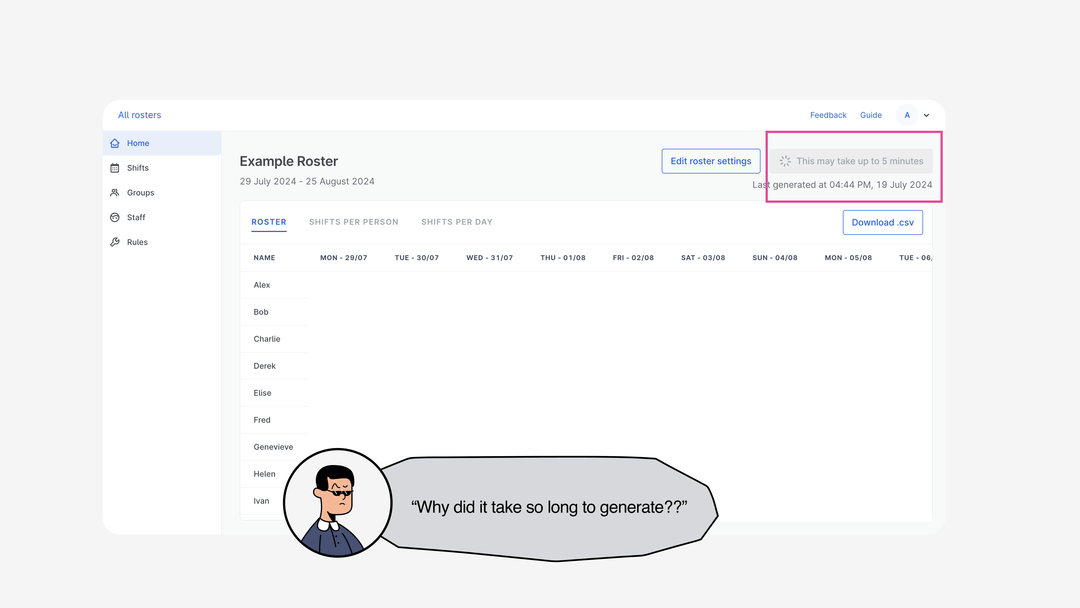 All rosters
Feedback Guide A
Home
Shifts
Groups
Staff
Rules
Example Roster
29 July 2024 - 25 August 2024
Edit roster settings
This may take up to 5 minutes
Last generated at 04:44 PM, 19 July 2024
ROSTER SHIFTS PER PERSON SHIFTS PER DAY
Download .csv
NAME MON - 29/07 TUE - 30/07 WED - 31/07 THU - 01/08 FRI - 02/08 SAT - 03/08 SUN - 04/08 MON - 05/08 TUE - 06/
Alex
Bob
Charlie
Derek
Elise
Fred
Genevieve
Helen
Ivan
“Why did it take so long to generate??”